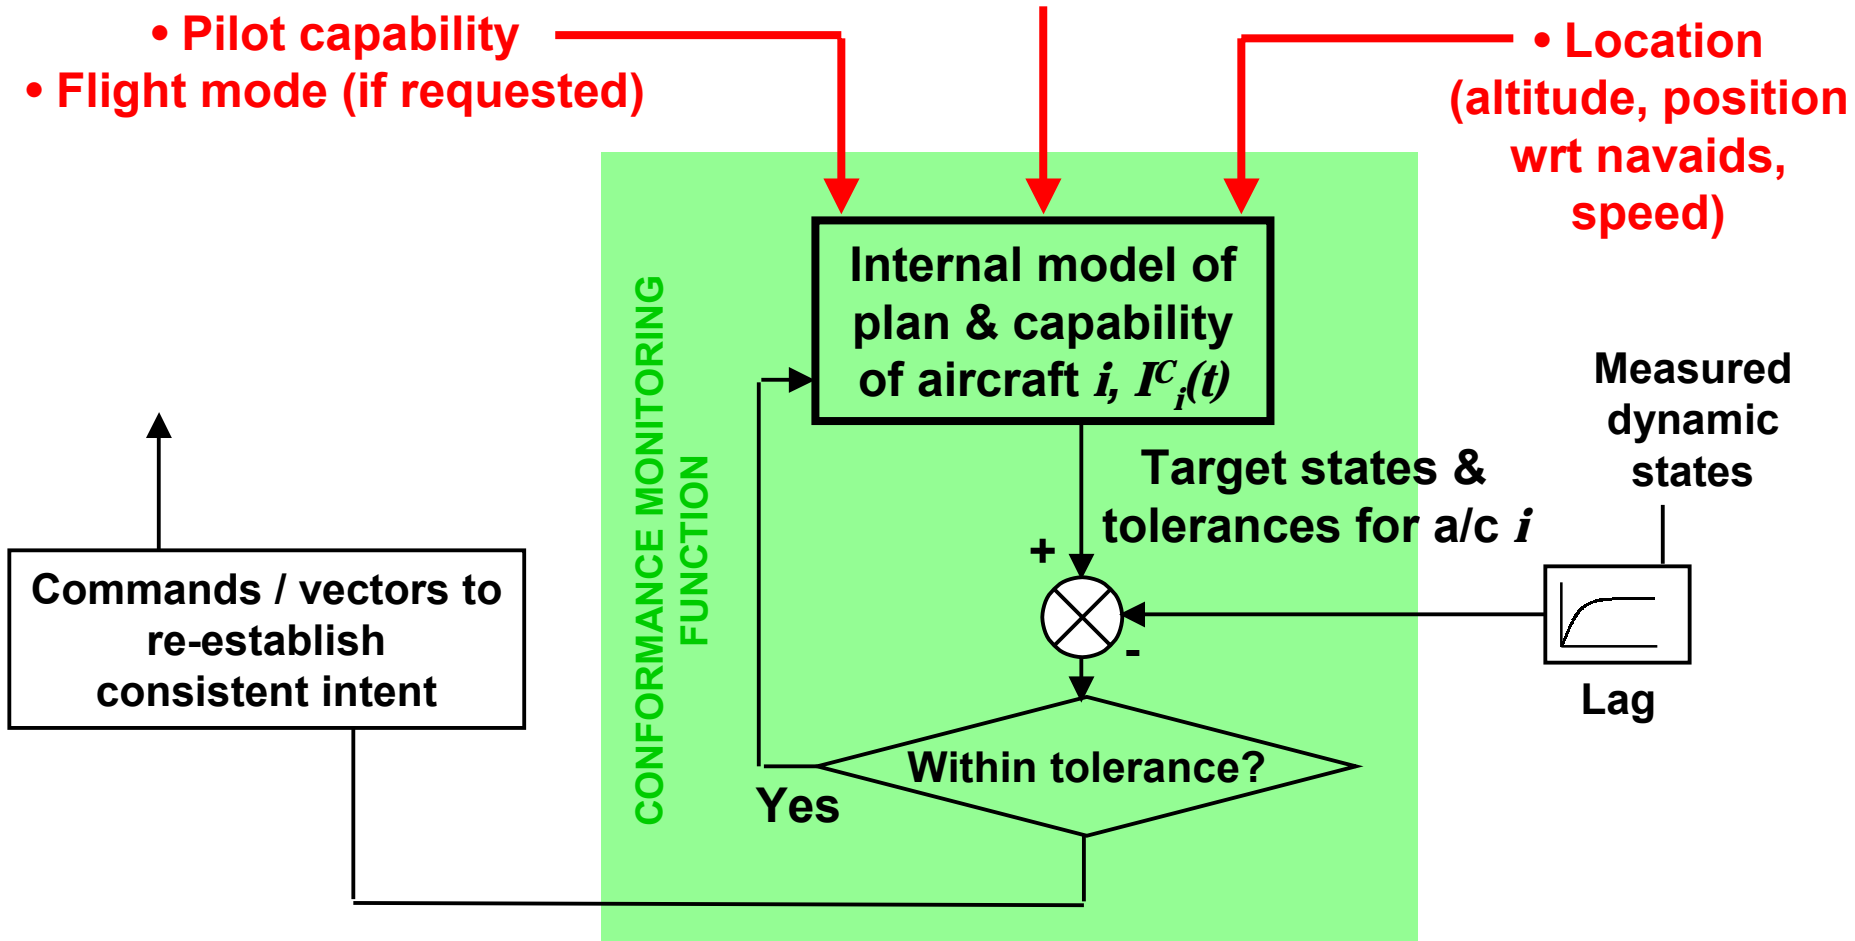 • Pilot capability
• Flight mode (if requested)
• Location
(altitude, position
wrt navaids,
speed)
CONFORMANCE MONITORING
FUNCTION
Internal model of
plan & capability
of aircraft i, I^C_i(t)
Measured
dynamic
states
Target states &
tolerances for a/c i
+
-
Lag
Commands / vectors to
re-establish
consistent intent
Within tolerance?
Yes